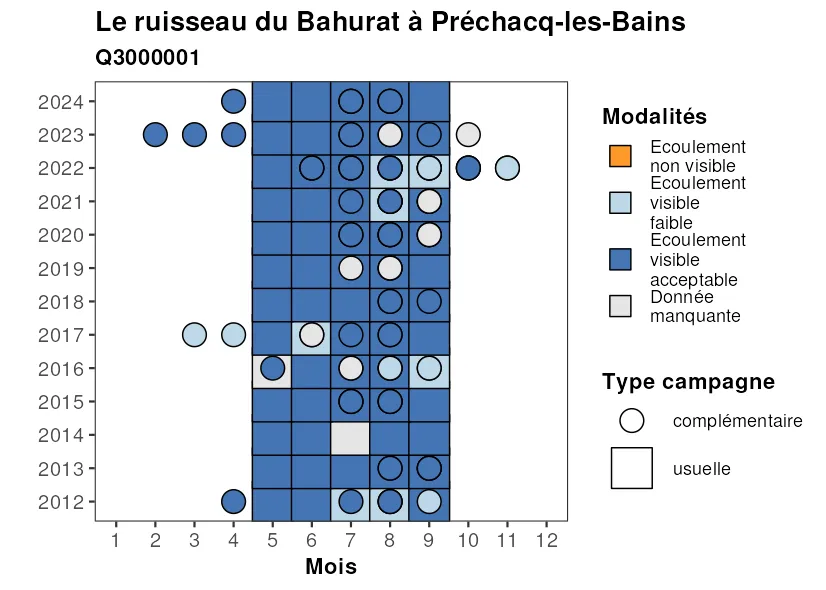 Le ruisseau du Bahurat à Préchacq-les-Bains
Q3000001
2024
2023
2022
2021
2020
2019
2018
2017
2016
2015
2014
2013
2012
1 2 3 4 5 6 7 8 9 10 11 12
Mois
Modalités
Ecoulement
non visible
Ecoulement
visible
faible
Ecoulement
visible
acceptable
Donnée
manquante
Type campagne
complémentaire
usuelle